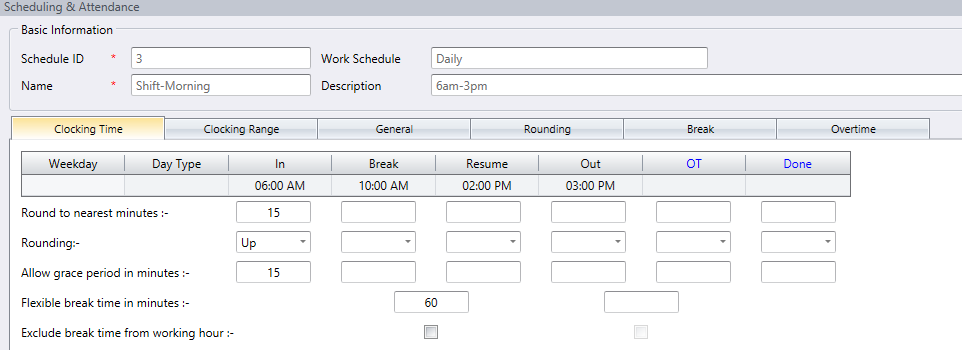 Scheduling & Attendance
Basic Information
Schedule ID * 3 Work Schedule Daily
Name * Shift-Morning Description 6am-3pm
Clocking Time Clocking Range General Rounding Break Overtime
Weekday Day Type In Break Resume Out OT Done
06:00 AM 10:00 AM 02:00 PM 03:00 PM
Round to nearest minutes :- 15
Rounding:- Up
Allow grace period in minutes :- 15
Flexible break time in minutes :- 60
Exclude break time from working hour :-